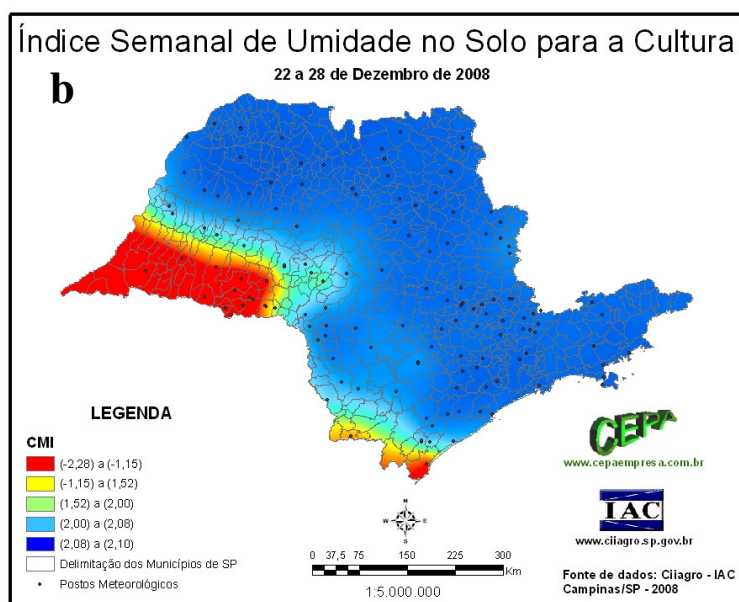 Índice Semanal de Umidade no Solo para a Cultura
22 a 28 de Dezembro de 2008
b
LEGENDA
CMI
(-2,28) a (-1,15)
(-1,15) a (1,52)
(1,52) a (2,00)
(2,00) a (2,08)
(2,08) a (2,10)
Delimitação dos Municípios de SP
Postos Meteorológicos
N
W E
S
0 37,5 75 150 225 300
Km
1:5.000.000
CEPA
www.cepaempresa.com.br
IAC
www.ciiagro.sp.gov.br
Fonte de dados: Ciiagro - IAC
Campinas/SP - 2008